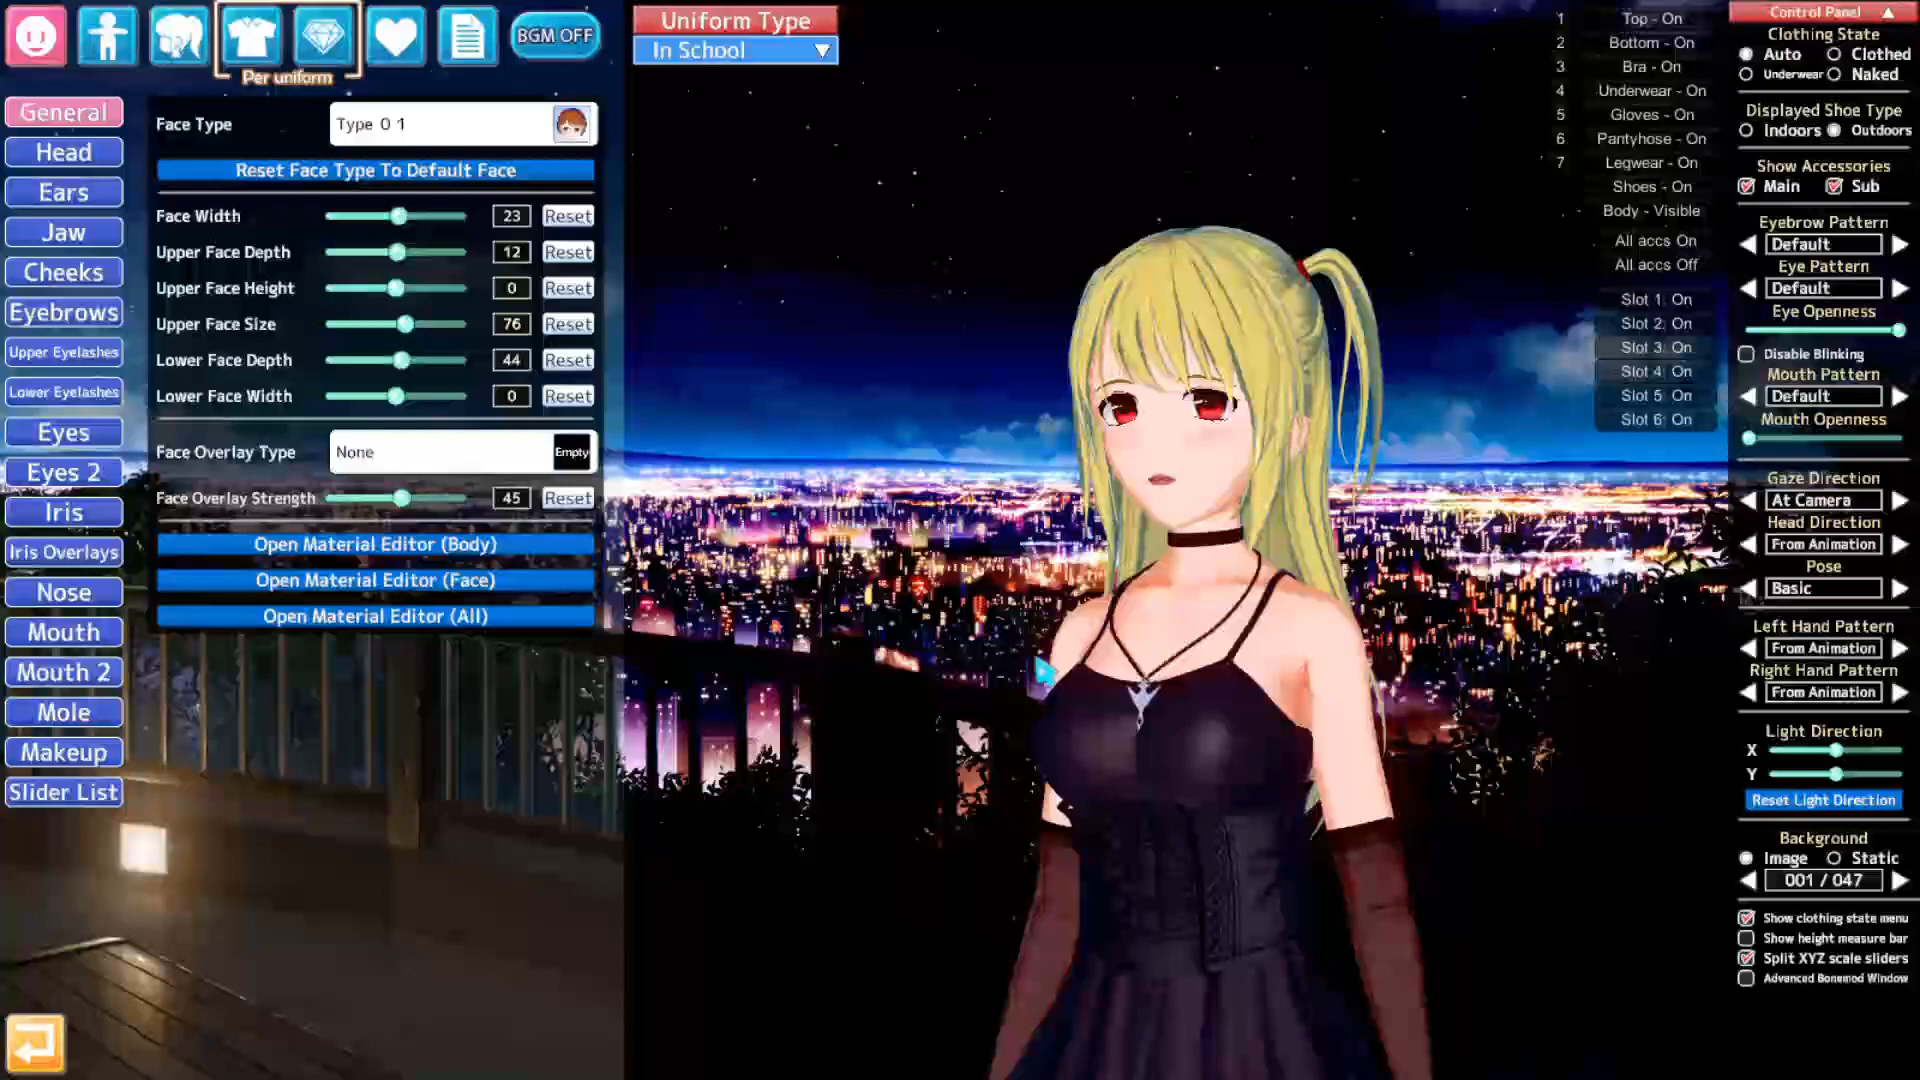 BGM OFF
Per uniform
General
Head
Ears
Jaw
Cheeks
Eyebrows
Upper Eyelashes
Lower Eyelashes
Eyes
Eyes 2
Iris
Iris Overlays
Nose
Mouth
Mouth 2
Mole
Makeup
Slider List
Face Type
Type 01
Reset Face Type To Default Face
Face Width 23 Reset
Upper Face Depth 12 Reset
Upper Face Height 0 Reset
Upper Face Size 76 Reset
Lower Face Depth 44 Reset
Lower Face Width 0 Reset
Face Overlay Type None Empty
Face Overlay Strength 45 Reset
Open Material Editor (Body)
Open Material Editor (Face)
Open Material Editor (All)
Uniform Type
In School
1 Top - On
2 Bottom - On
3 Bra - On
4 Underwear - On
5 Gloves - On
6 Pantyhose - On
7 Legwear - On
Shoes - On
Body - Visible
All accs On
All accs Off
Slot 1: On
Slot 2: On
Slot 3: On
Slot 4: On
Slot 5: On
Slot 6: On
Control Panel
Clothing State
Auto Clothed
Underwear Naked
Displayed Shoe Type
Indoors Outdoors
Show Accessories
Main Sub
Eyebrow Pattern
Default
Eye Pattern
Default
Eye Openness
Disable Blinking
Mouth Pattern
Default
Mouth Openness
Gaze Direction
At Camera
Head Direction
From Animation
Pose
Basic
Left Hand Pattern
From Animation
Right Hand Pattern
From Animation
Light Direction
X
Y
Reset Light Direction
Background
Image Static
001 / 047
Show clothing state menu
Show height measure bar
Split XYZ scale sliders
Advanced Bonemod Window